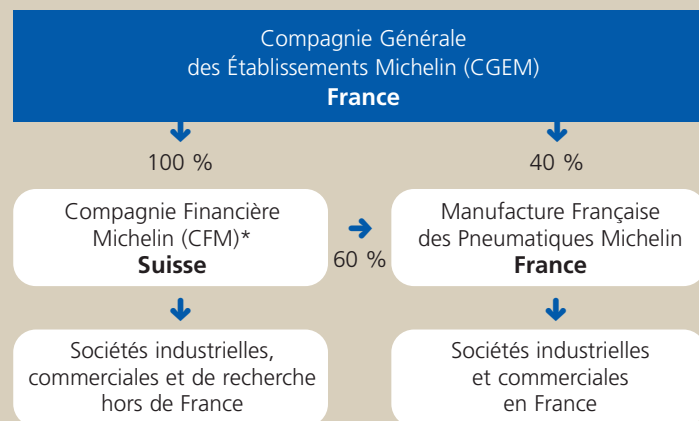 Compagnie Générale
des Établissements Michelin (CGEM)
France
100 %
40 %
Compagnie Financière
Michelin (CFM)*
Suisse
60 %
Manufacture Française
des Pneumatiques Michelin
France
Sociétés industrielles,
commerciales et de recherche
hors de France
Sociétés industrielles
et commerciales
en France